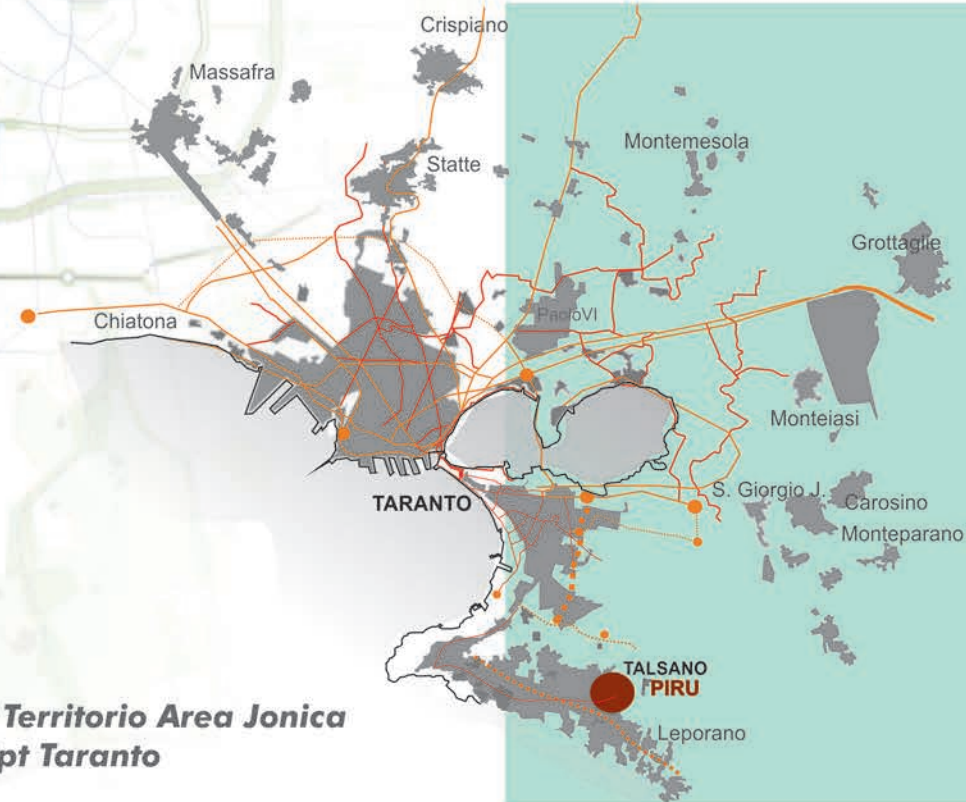 Crispiano
Massafra
Montemesola
Statte
Grottaglie
PaoloVI
Chiatona
Monteiasi
TARANTO
S. Giorgio J.
Carosino
Monteparano
TALSANO
PIRU
Leporano
Territorio Area Jonica
pt Taranto